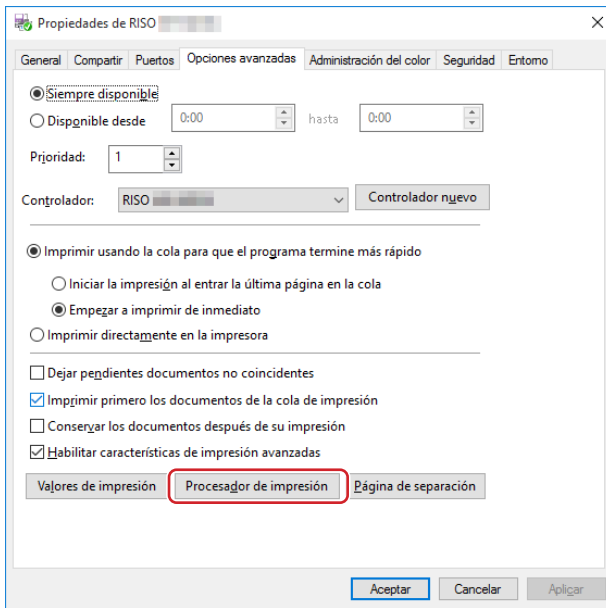 Propiedades de RISO
General Compartir Puertos Opciones avanzadas Administración del color Seguridad Entorno
Siempre disponible
Disponible desde 0:00 hasta 0:00
Prioridad: 1
Controlador: RISO Controlador nuevo
Imprimir usando la cola para que el programa termine más rápido
Iniciar la impresión al entrar la última página en la cola
Empezar a imprimir de inmediato
Imprimir directamente en la impresora
Dejar pendientes documentos no coincidentes
Imprimir primero los documentos de la cola de impresión
Conservar los documentos después de su impresión
Habilitar características de impresión avanzadas
Valores de impresión Procesador de impresión Página de separación
Aceptar Cancelar Aplicar